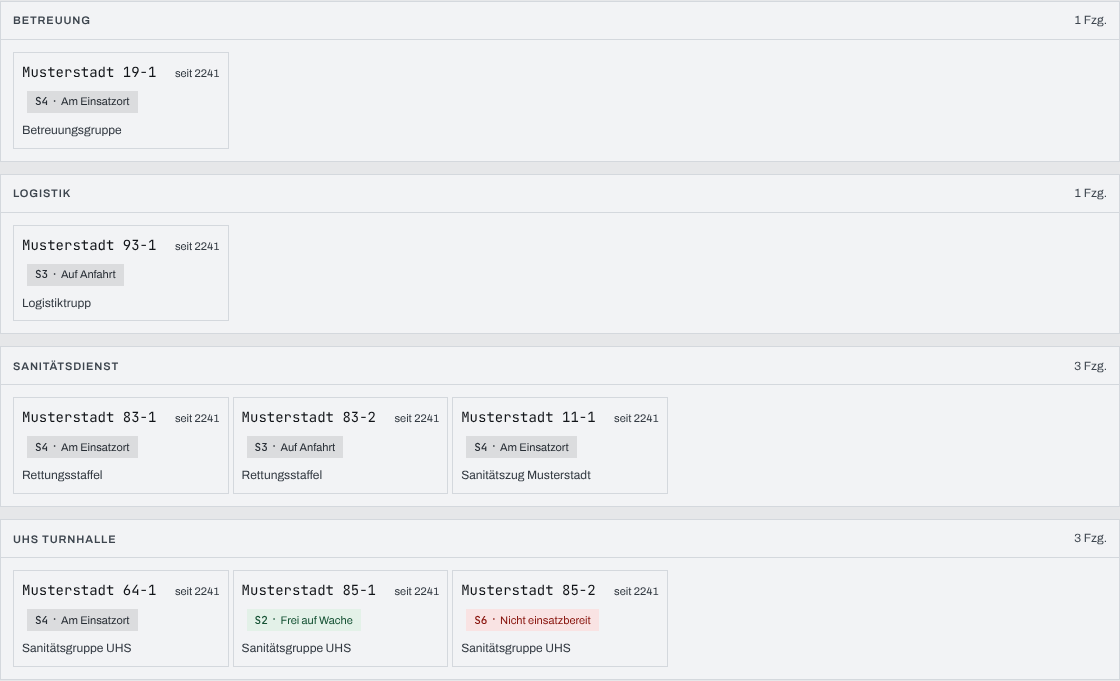 BETREUUNG 1 Fzg.
Musterstadt 19-1 seit 2241
S4 · Am Einsatzort
Betreuungsgruppe
LOGISTIK 1 Fzg.
Musterstadt 93-1 seit 2241
S3 · Auf Anfahrt
Logistiktrupp
SANITÄTSDIENST 3 Fzg.
Musterstadt 83-1 seit 2241
S4 · Am Einsatzort
Rettungsstaffel
Musterstadt 83-2 seit 2241
S3 · Auf Anfahrt
Rettungsstaffel
Musterstadt 11-1 seit 2241
S4 · Am Einsatzort
Sanitätszug Musterstadt
UHS TURNHALLE 3 Fzg.
Musterstadt 64-1 seit 2241
S4 · Am Einsatzort
Sanitätsgruppe UHS
Musterstadt 85-1 seit 2241
S2 · Frei auf Wache
Sanitätsgruppe UHS
Musterstadt 85-2 seit 2241
S6 · Nicht einsatzbereit
Sanitätsgruppe UHS